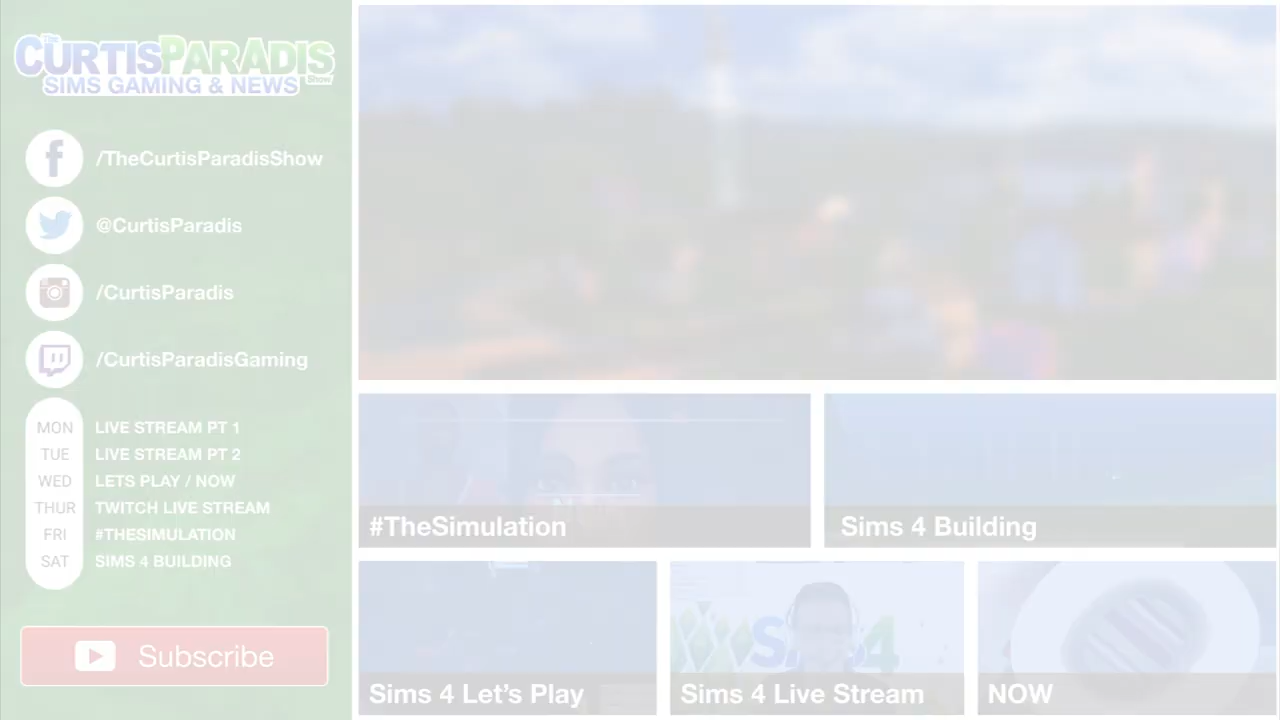 The
CURTISPARADIS
Show
SIMS GAMING & NEWS
/TheCurtisParadisShow
@CurtisParadis
/CurtisParadis
/CurtisParadisGaming
MON LIVE STREAM PT 1
TUE LIVE STREAM PT 2
WED LETS PLAY / NOW
THUR TWITCH LIVE STREAM
FRI #THESIMULATION
SAT SIMS 4 BUILDING
Subscribe
#TheSimulation
Sims 4 Building
Sims 4 Let's Play
Sims 4 Live Stream
NOW